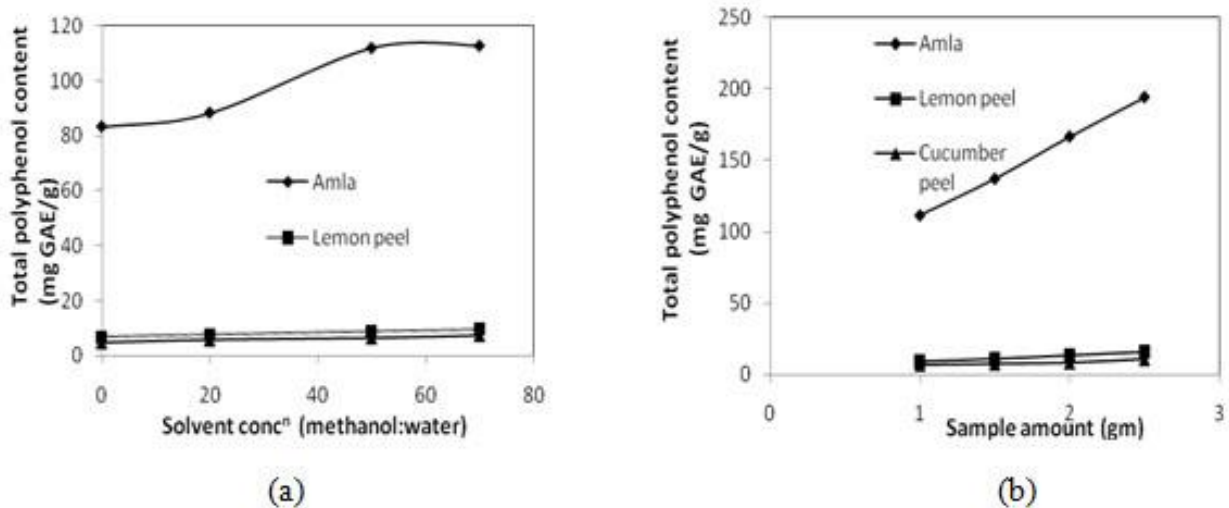 Total polyphenol content
(mg GAE/g)
120
100
80
60
40
20
0
Amla
Lemon peel
0
20
40
60
80
Solvent concⁿ (methanol:water)
(a)
Total polyphenol content
(mg GAE/g)
250
200
150
100
50
0
Amla
Lemon peel
Cucumber
peel
0
1
2
3
Sample amount (gm)
(b)